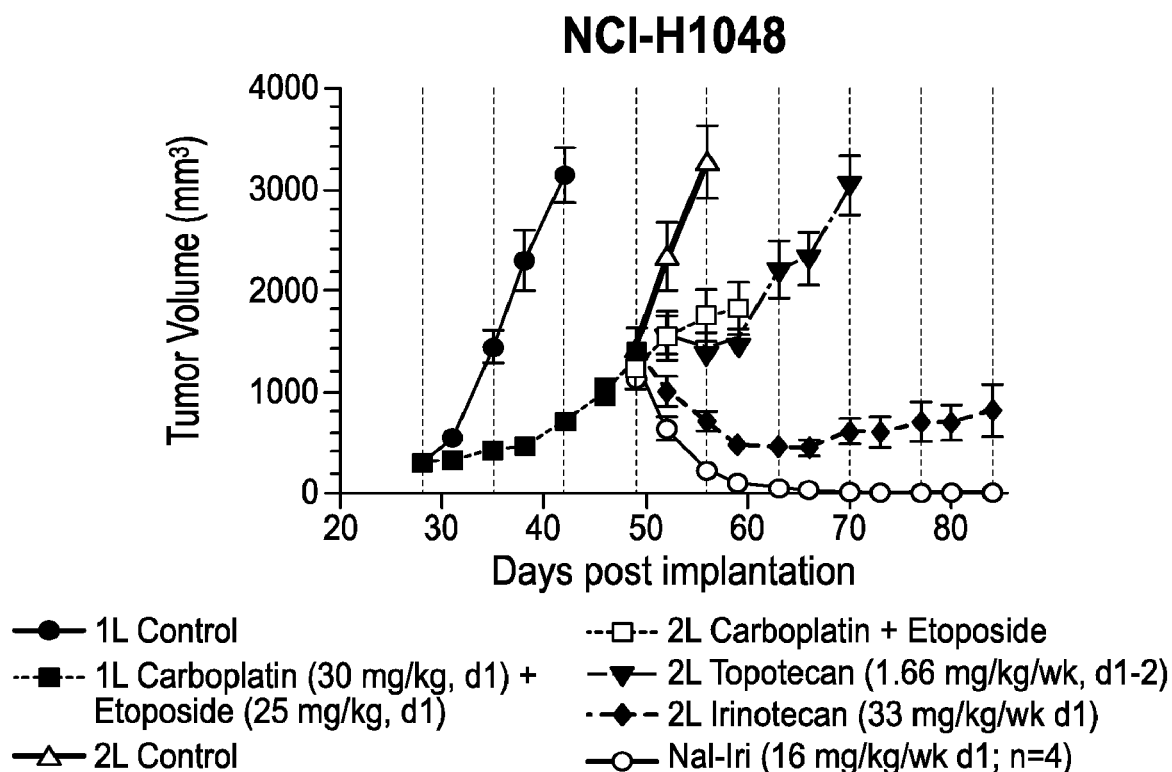 NCI-H1048
4000
3000
2000
1000
0
Tumor Volume (mm³)
20 30 40 50 60 70 80
Days post implantation
1L Control
1L Carboplatin (30 mg/kg, d1) +
Etoposide (25 mg/kg, d1)
2L Control
2L Carboplatin + Etoposide
2L Topotecan (1.66 mg/kg/wk, d1-2)
2L Irinotecan (33 mg/kg/wk d1)
Nal-Iri (16 mg/kg/wk d1; n=4)